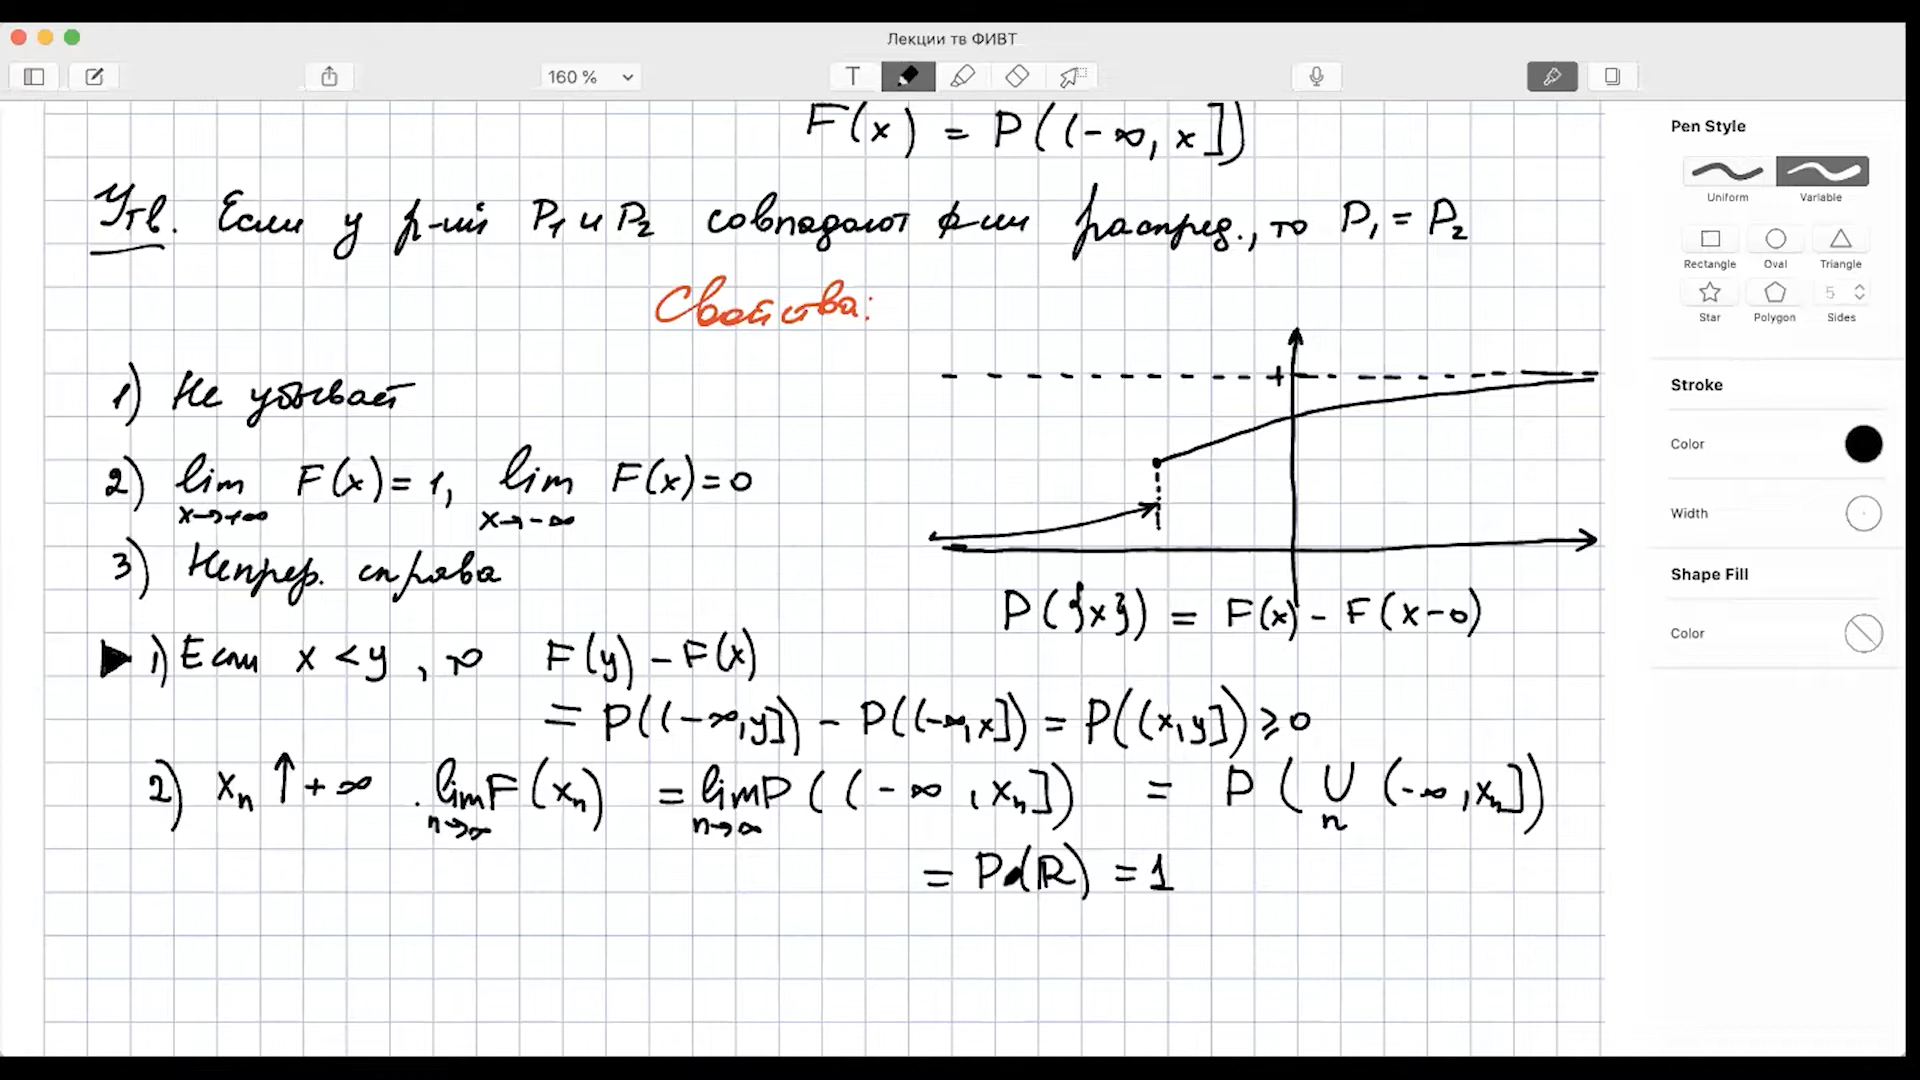 Лекции тв ФИВТ
160 %
T
F(x) = P((-∞, x])
Утв. Если у р-ий P₁ и P₂ совпадают ф-ии распред., то P₁ = P₂
Свойства:
1) Не убывает
2) lim F(x) = 1, lim F(x) = 0
x→+∞ x→-∞
3) Непрер. справа
P({x}) = F(x) - F(x-0)
▶ 1) Если x < y, то F(y) - F(x)
= P((-∞,y]) - P((-∞,x]) = P((x,y]) ≥ 0
2) xₙ ↑ +∞ . lim F(xₙ) = lim P((-∞, xₙ]) = P(∪ (-∞, xₙ])
n→∞ n→∞ n
= P(ℝ) = 1
Pen Style
Uniform Variable
Rectangle Oval Triangle
5
Star Polygon Sides
Stroke
Color
Width
Shape Fill
Color